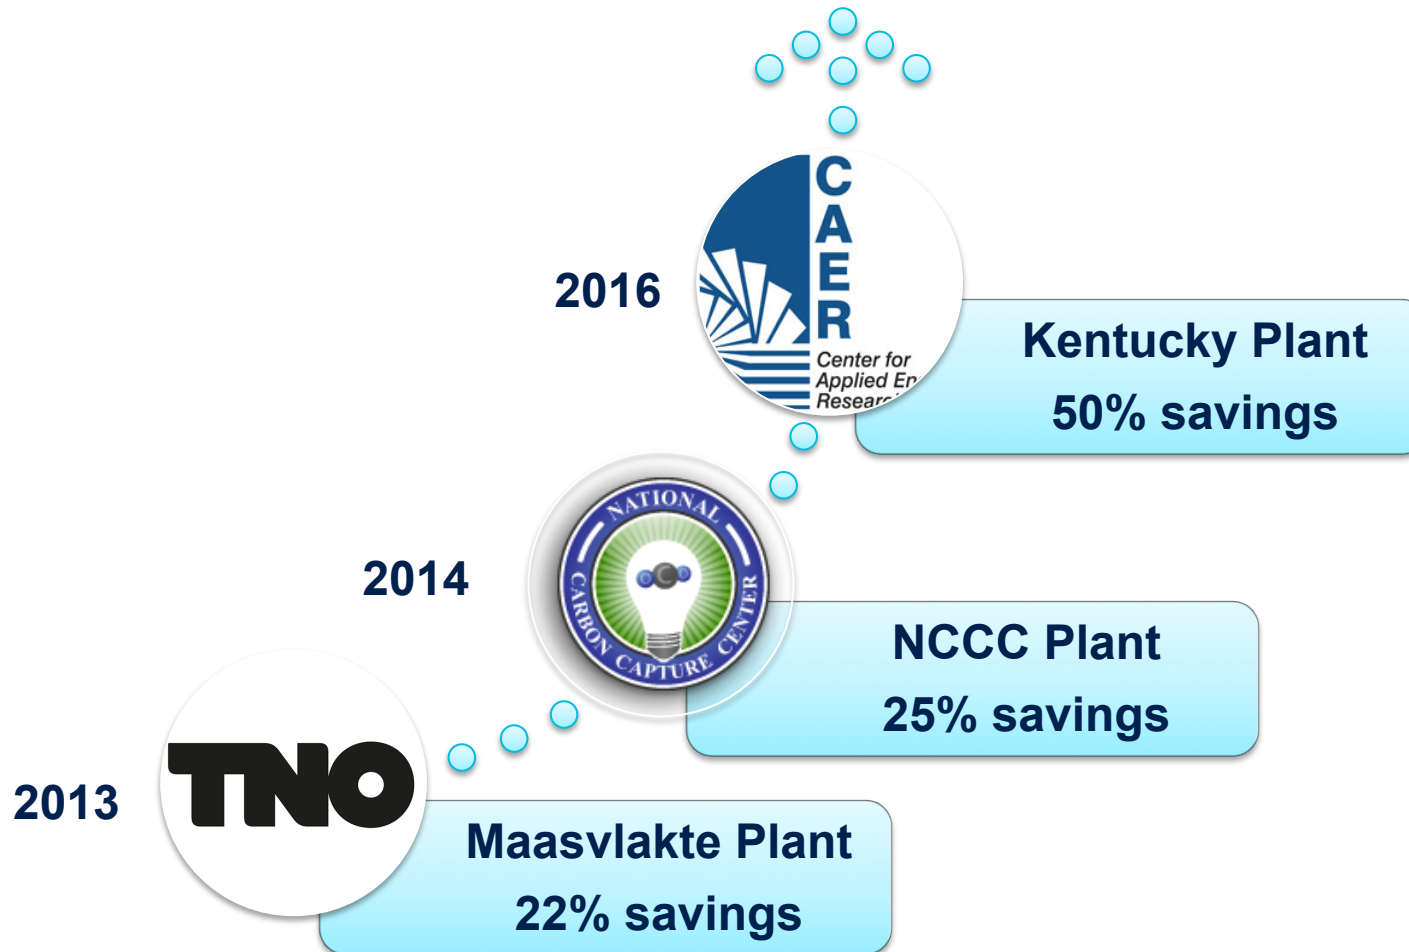 C
A
E
R
Center for
Applied
2016
Kentucky Plant
50% savings
NATIONAL
CARBON CAPTURE CENTER
2014
NCCC Plant
25% savings
TNO
2013
Maasvlakte Plant
22% savings